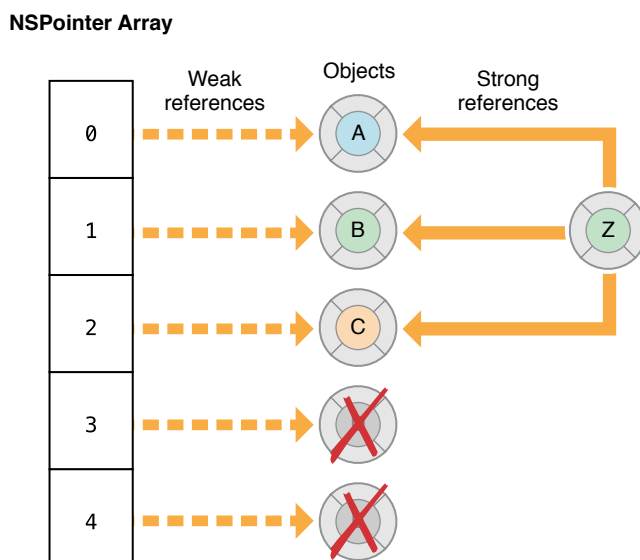 NSPointer Array
Weak
references
Objects
Strong
references
0
A
1
B
Z
2
C
3
4